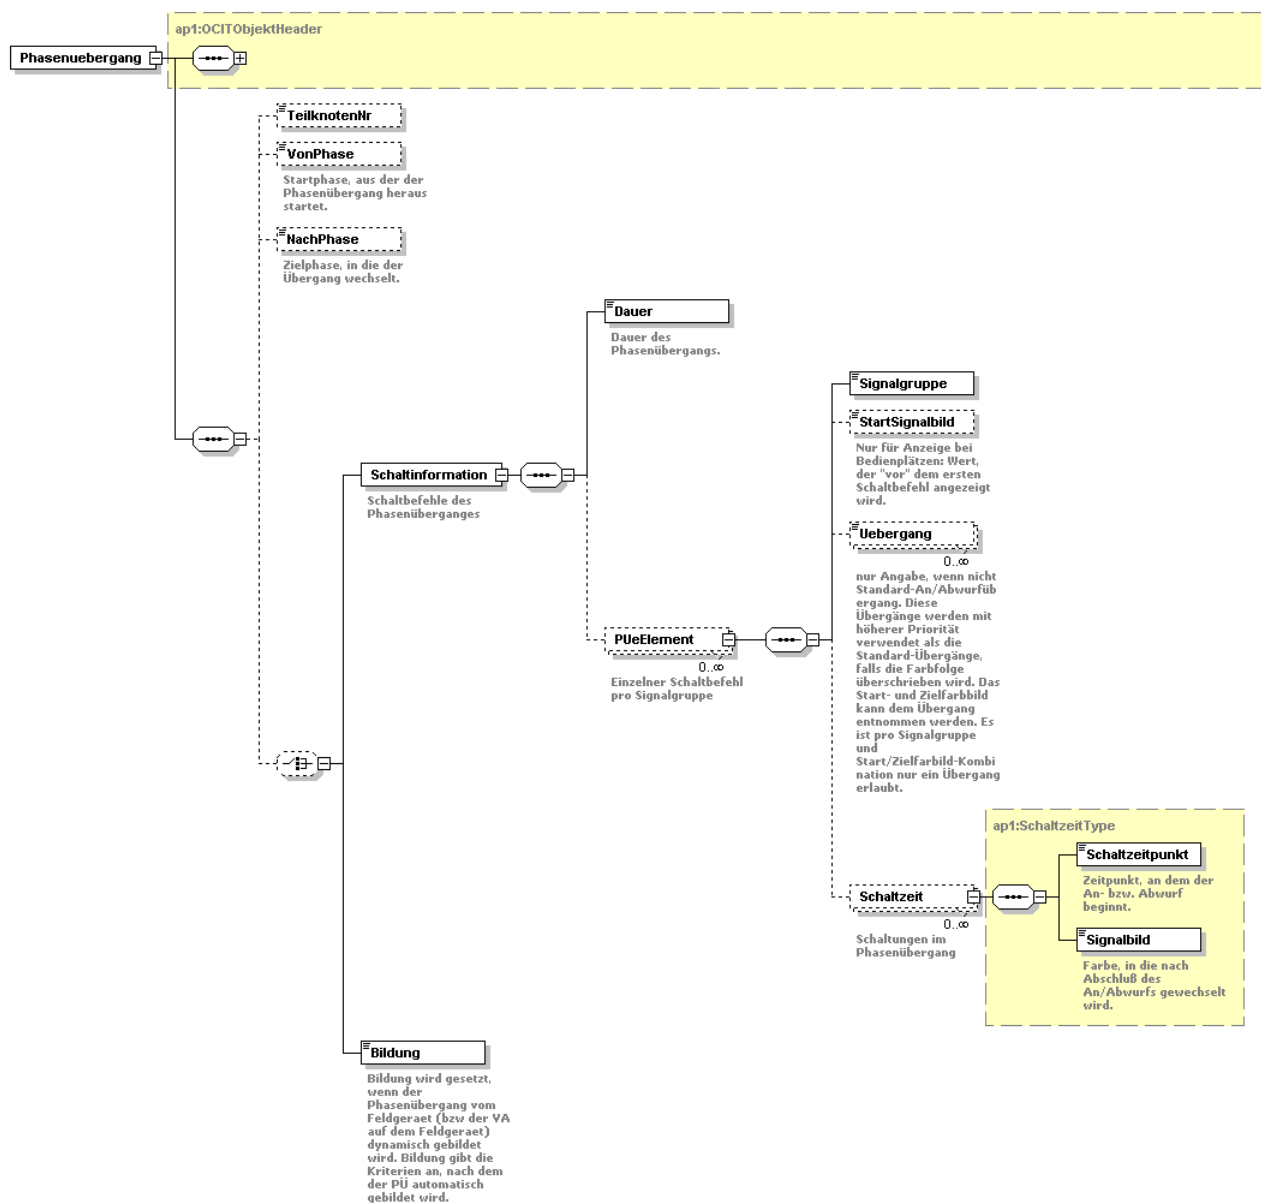 ap1:OCITObjektHeader
Phasenuebergang
TeilknotenNr
VonPhase
Startphase, aus der der
Phasenübergang heraus
startet.
NachPhase
Zielphase, in die der
Übergang wechselt.
Dauer
Dauer des
Phasenübergangs.
Signalgruppe
StartSignalbild
Nur für Anzeige bei
Bedienplätzen: Wert,
der "vor" dem ersten
Schaltbefehl angezeigt
wird.
Schaltinformation
Schaltbefehle des
Phasenüberganges
Uebergang
0..∞
nur Angabe, wenn nicht
Standard-An/Abwurfüb
ergang. Diese
Übergänge werden mit
höherer Priorität
verwendet als die
Standard-Übergänge,
falls die Farbfolge
überschrieben wird. Das
Start- und Zielfarbbild
kann dem Übergang
entnommen werden. Es
ist pro Signalgruppe
und
Start/Zielfarbild-Kombi
nation nur ein Übergang
erlaubt.
PUeElement
0..∞
Einzelner Schaltbefehl
pro Signalgruppe
ap1:SchaltzeitType
Schaltzeit
0..∞
Schaltungen im
Phasenübergang
Schaltzeitpunkt
Zeitpunkt, an dem der
An- bzw. Abwurf
beginnt.
Signalbild
Farbe, in die nach
Abschluß des
An/Abwurfs gewechselt
wird.
Bildung
Bildung wird gesetzt,
wenn der
Phasenübergang vom
Feldgeraet (bzw der VA
auf dem Feldgeraet)
dynamisch gebildet
wird. Bildung gibt die
Kriterien an, nach dem
der PÜ automatisch
gebildet wird.